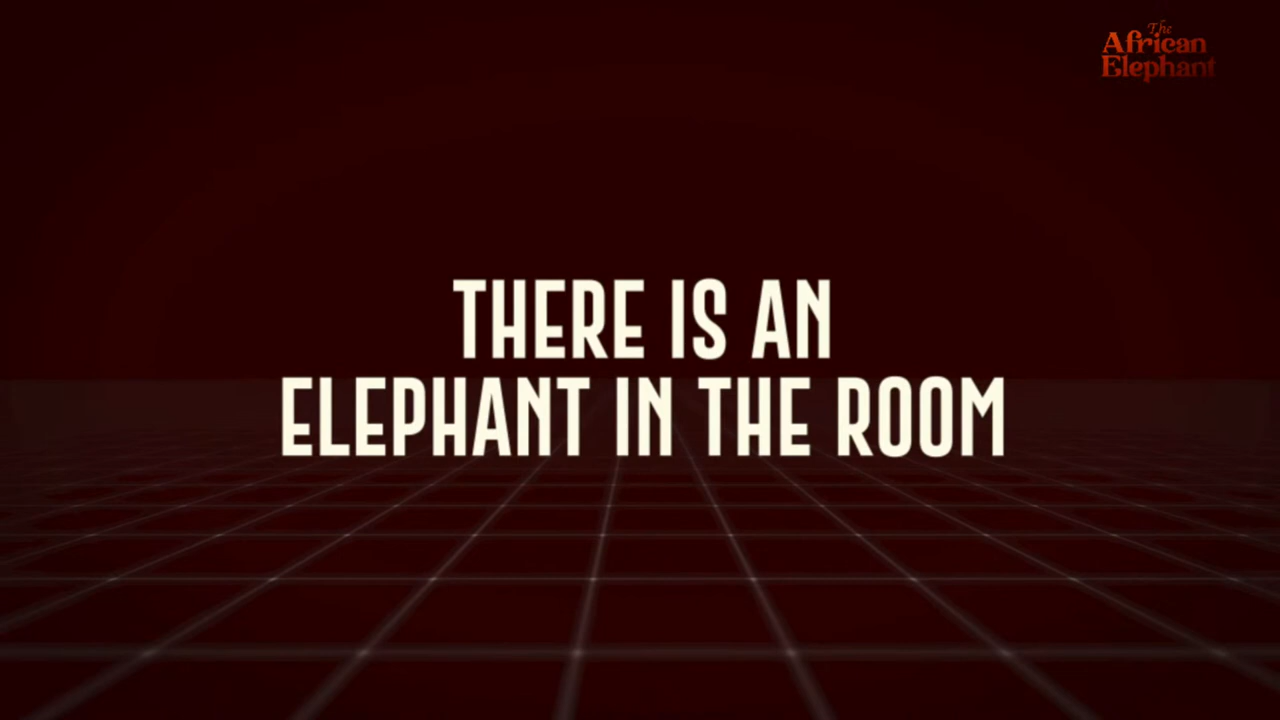 The
African
Elephant
THERE IS AN
ELEPHANT IN THE ROOM